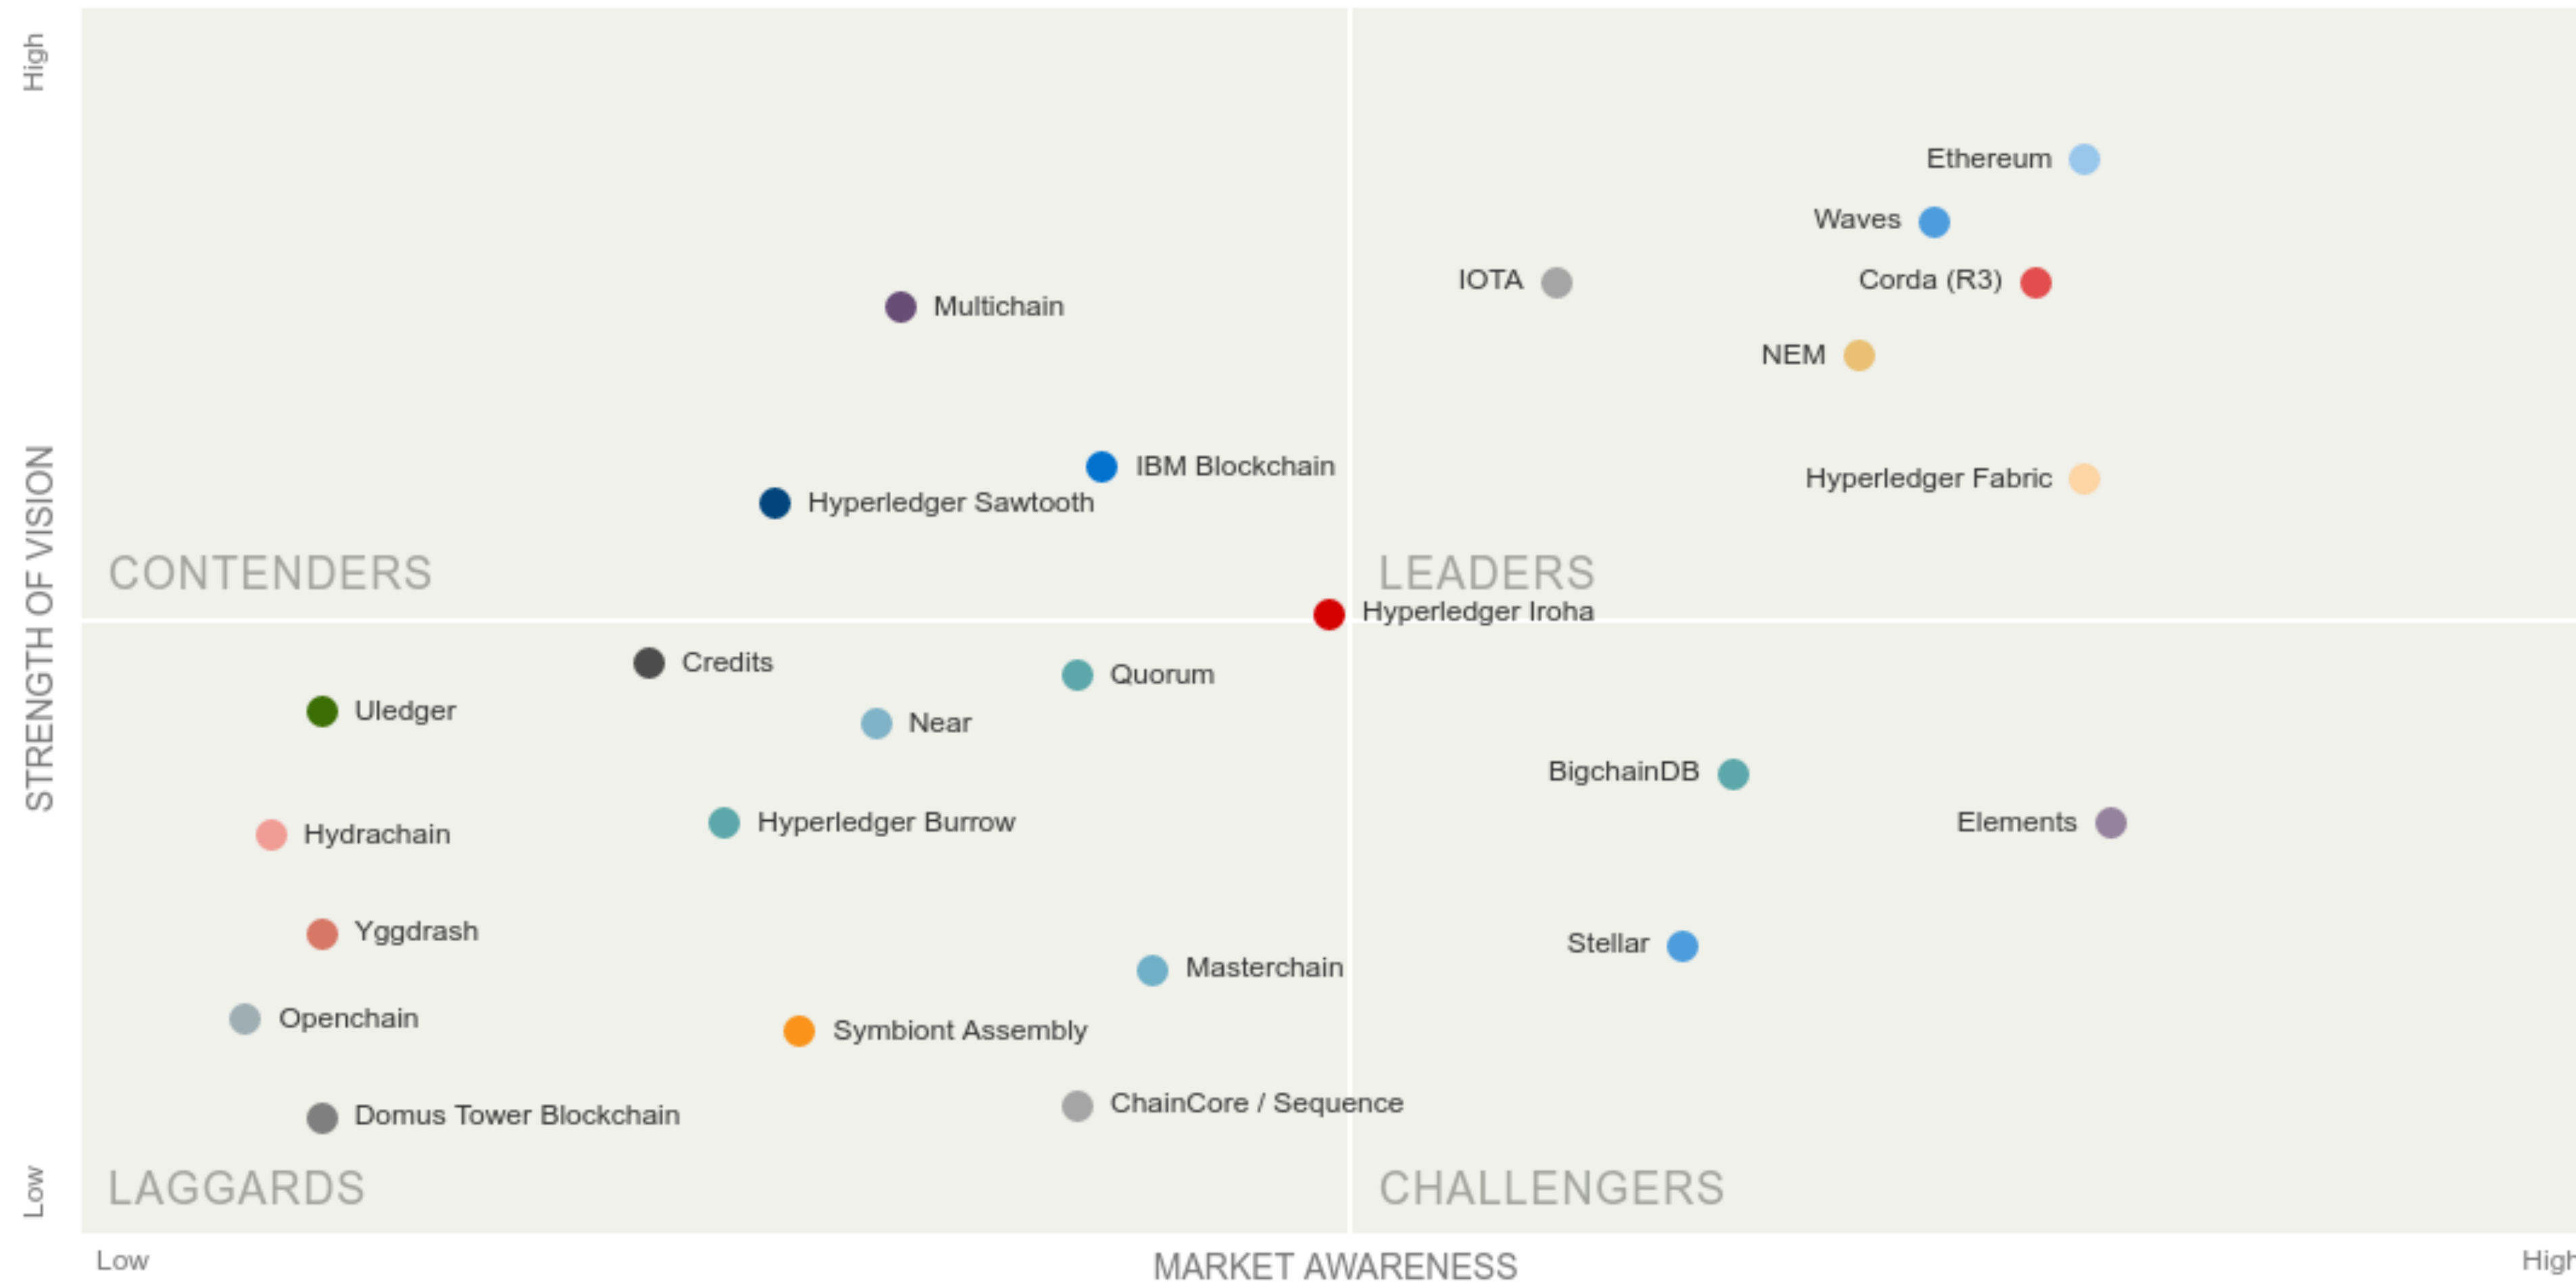 High
Ethereum
Waves
IOTA
Corda (R3)
Multichain
NEM
IBM Blockchain
Hyperledger Fabric
Hyperledger Sawtooth
CONTENDERS
LEADERS
Hyperledger Iroha
STRENGTH OF VISION
Credits
Quorum
Uledger
Near
BigchainDB
Hyperledger Burrow
Elements
Hydrachain
Yggdrash
Stellar
Masterchain
Openchain
Symbiont Assembly
ChainCore / Sequence
Domus Tower Blockchain
LAGGARDS
CHALLENGERS
Low
Low
MARKET AWARENESS
High